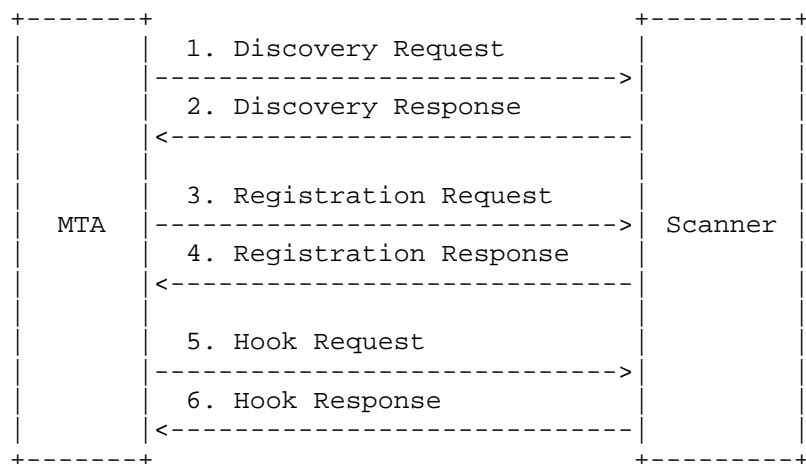 1. Discovery Request
2. Discovery Response
3. Registration Request
MTA Scanner
4. Registration Response
5. Hook Request
6. Hook Response